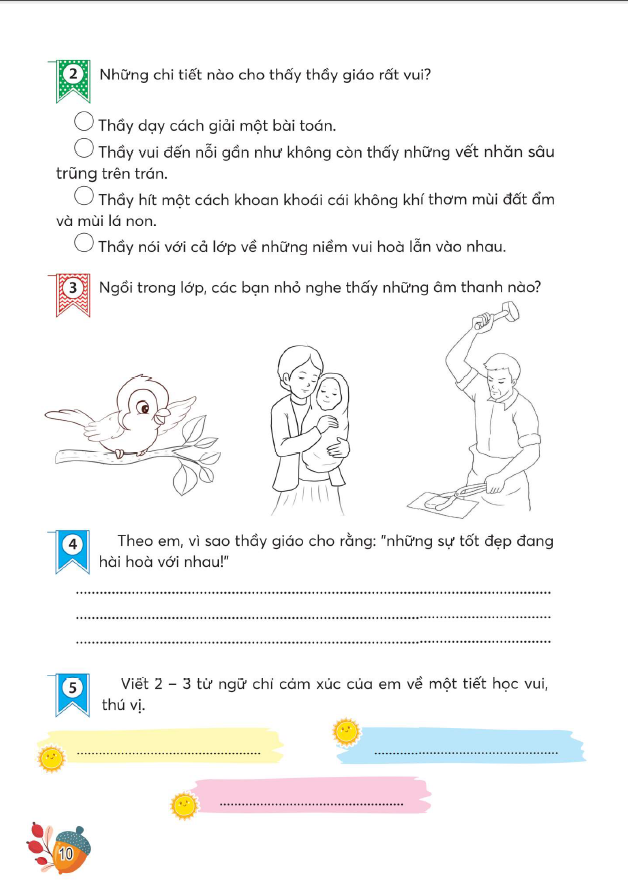 2 Những chi tiết nào cho thấy thầy giáo rất vui?
Thầy dạy cách giải một bài toán.
Thầy vui đến nỗi gần như không còn thấy những vết nhăn sâu
trũng trên trán.
Thầy hít một cách khoan khoái cái không khí thơm mùi đất ẩm
và mùi lá non.
Thầy nói với cả lớp về những niềm vui hoà lẫn vào nhau.
3 Ngồi trong lớp, các bạn nhỏ nghe thấy những âm thanh nào?
4 Theo em, vì sao thầy giáo cho rằng: "những sự tốt đẹp đang
hài hoà với nhau!"
5 Viết 2 – 3 từ ngữ chỉ cảm xúc của em về một tiết học vui,
thú vị.
10